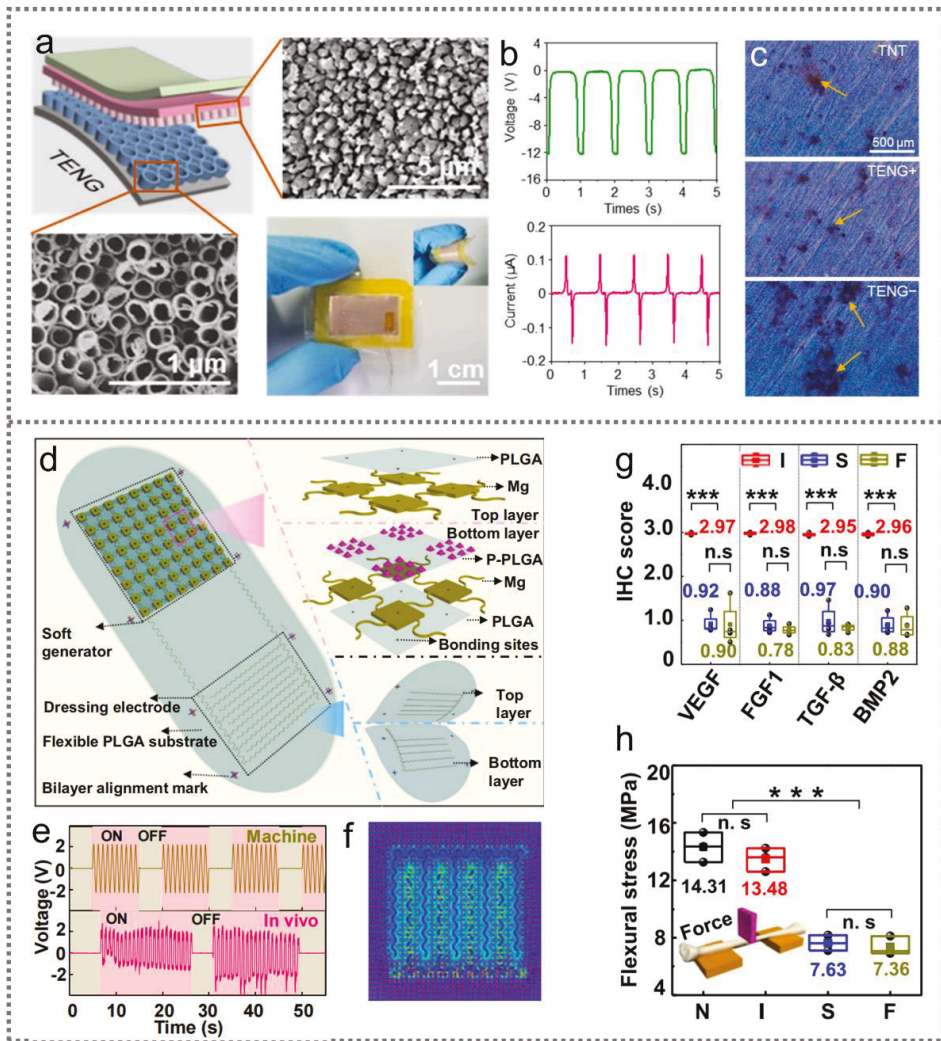 a
TENG
5 μm
1 μm
1 cm
b
Voltage (V)
4
0
-4
-8
-12
-16
0 1 2 3 4 5
Times (s)
Current (μA)
0.2
0.1
0
-0.1
-0.2
0 1 2 3 4 5
Times (s)
c
TNT
500 μm
TENG+
TENG−
d
Soft
generator
Dressing electrode
Flexible PLGA substrate
Bilayer alignment mark
PLGA
Mg
Top layer
Bottom layer
P-PLGA
Mg
PLGA
Bonding sites
Top
layer
Bottom
layer
e
Voltage (V)
ON OFF Machine
2
0
-2
ON OFF In vivo
2
0
-2
0 10 20 30 40 50
Time (s)
f
g
I S F
IHC score
4.0
3.0
2.0
1.0
0
*** *** *** ***
2.97 2.98 2.95 2.96
n.s n.s n.s n.s
0.92 0.88 0.97 0.90
0.90 0.78 0.83 0.88
VEGF FGF1 TGF-β BMP2
h
Flexural stress (MPa)
20
16
12
8
4
* * *
n. s
14.31
13.48
Force
n. s
7.63
7.36
N I S F